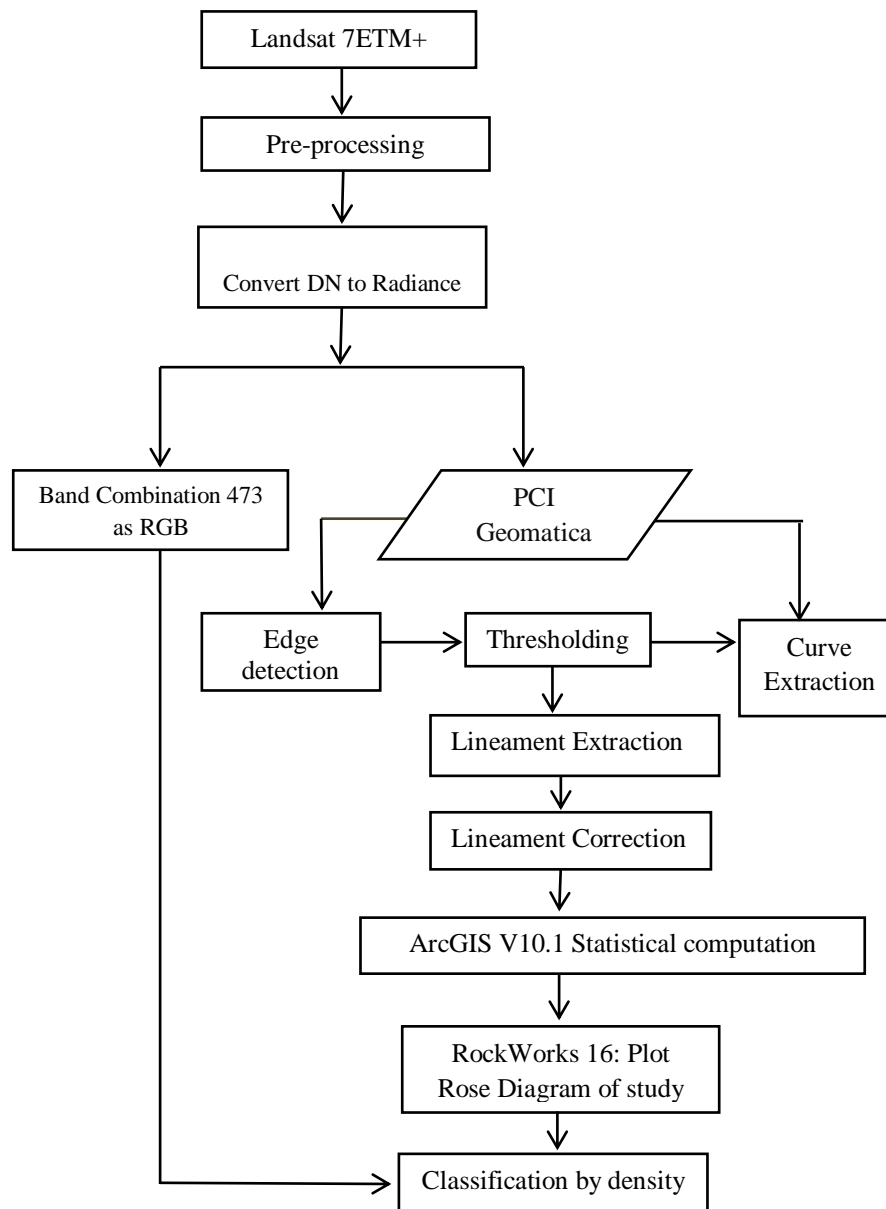 Landsat 7ETM+
Pre-processing
Convert DN to Radiance
Band Combination 473
as RGB
PCI
Geomatica
Edge
detection
Thresholding
Curve
Extraction
Lineament Extraction
Lineament Correction
ArcGIS V10.1 Statistical computation
RockWorks 16: Plot
Rose Diagram of study
Classification by density